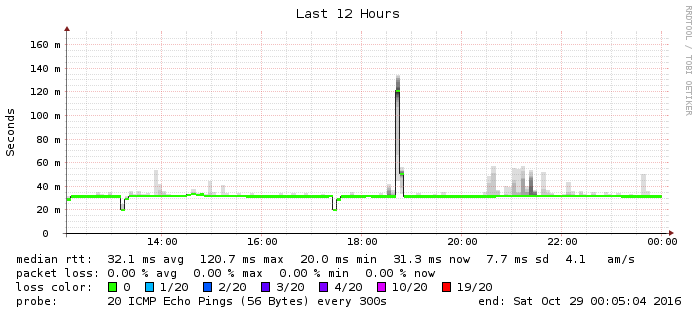 Last 12 Hours
RRDTOOL / TOBI OETIKER
Seconds
160 m
140 m
120 m
100 m
80 m
60 m
40 m
20 m
0
14:00 16:00 18:00 20:00 22:00 00:00
median rtt: 32.1 ms avg 120.7 ms max 20.0 ms min 31.3 ms now 7.7 ms sd 4.1 am/s
packet loss: 0.00 % avg 0.00 % max 0.00 % min 0.00 % now
loss color: 0 1/20 2/20 3/20 4/20 10/20 19/20
probe: 20 ICMP Echo Pings (56 Bytes) every 300s end: Sat Oct 29 00:05:04 2016